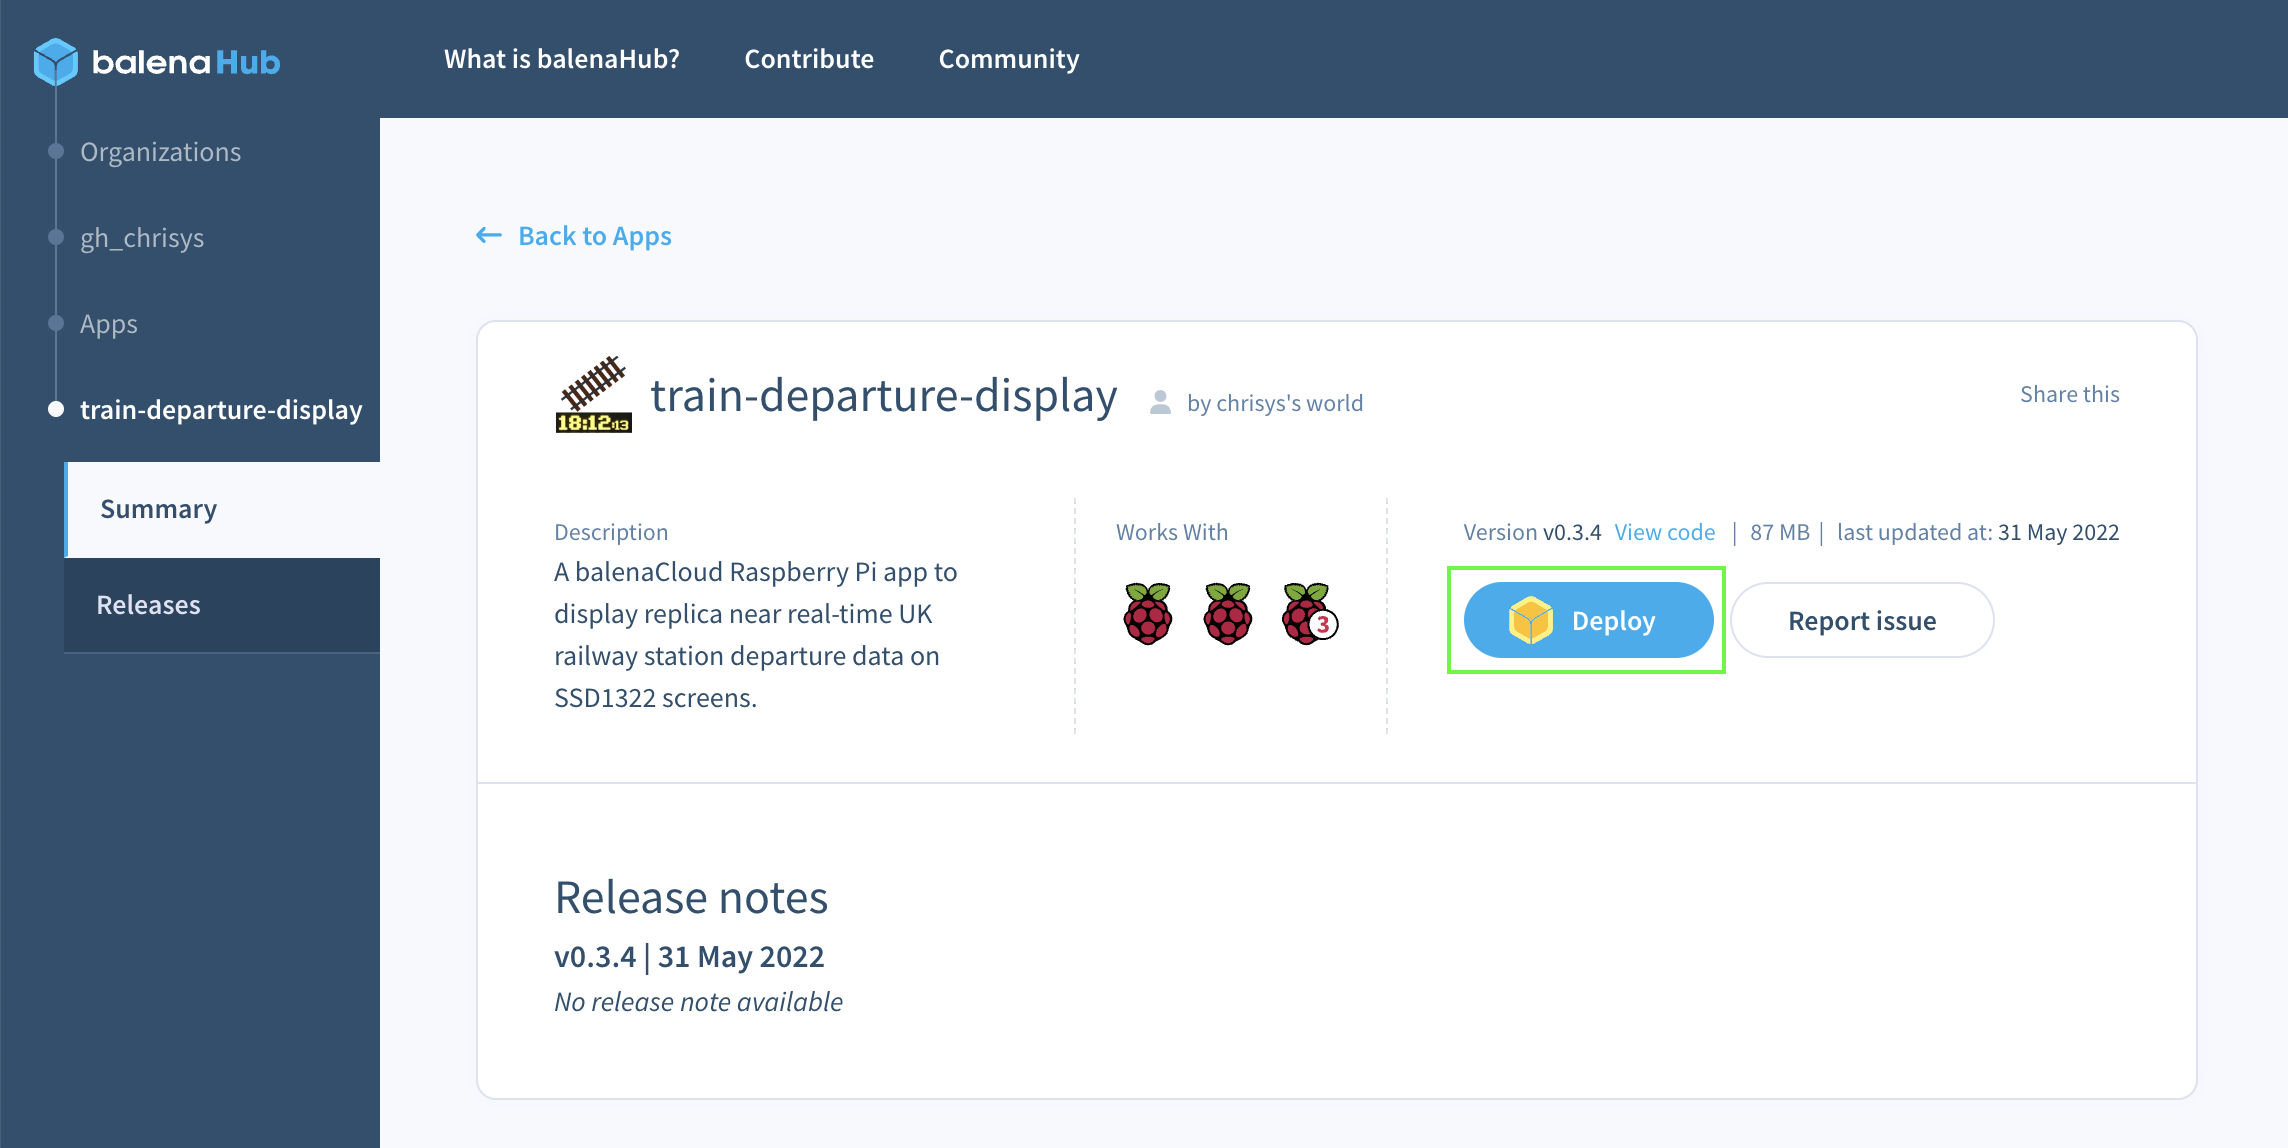 balenaHub
What is balenaHub?
Contribute
Community
Organizations
gh_chrisys
Apps
train-departure-display
Summary
Releases
← Back to Apps
18:12:13
train-departure-display
by chrisys's world
Share this
Description
A balenaCloud Raspberry Pi app to
display replica near real-time UK
railway station departure data on
SSD1322 screens.
Works With
3
Version v0.3.4 View code | 87 MB | last updated at: 31 May 2022
Deploy
Report issue
Release notes
v0.3.4 | 31 May 2022
No release note available